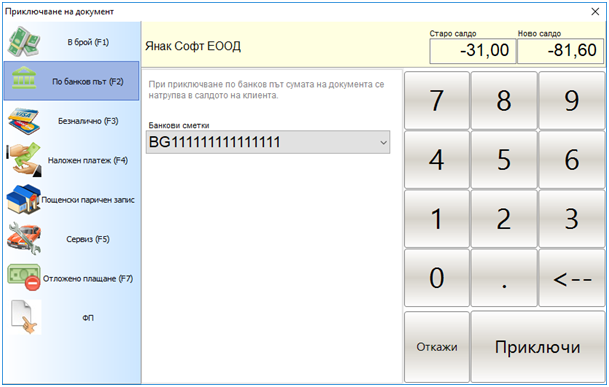 Приключване на документ
В брой (F1)
По банков път (F2)
Безналично (F3)
Наложен платеж (F4)
Пощенски паричен запис
Сервиз (F5)
Отложено плащане (F7)
ФП
Янак Софт ЕООД
Старо салдо
Ново салдо
-31,00
-81,60
При приключване по банков път сумата на документа се
натрупва в салдото на клиента.
Банкови сметки
BG111111111111111
7
8
9
4
5
6
1
2
3
0
.
<--
Откажи
Приключи
VISA